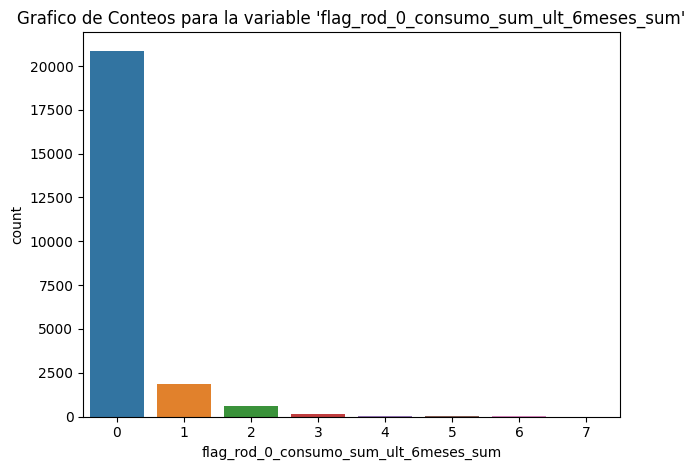 Grafico de Conteos para la variable 'flag_rod_0_consumo_sum_ult_6meses_sum'
20000
17500
15000
12500
10000
7500
5000
2500
0
count
0 1 2 3 4 5 6 7
flag_rod_0_consumo_sum_ult_6meses_sum